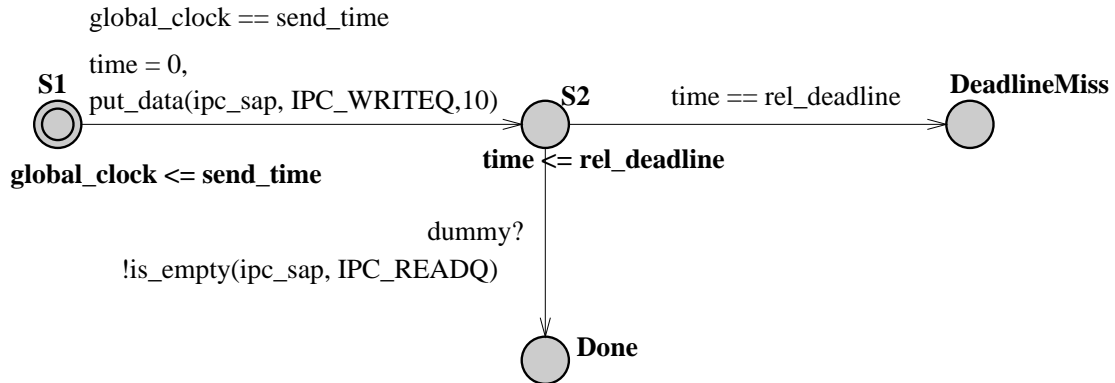 global_clock == send_time
S1
time = 0,
put_data(ipc_sap, IPC_WRITEQ,10)
S2
time == rel_deadline
DeadlineMiss
global_clock <= send_time
time <= rel_deadline
dummy?
!is_empty(ipc_sap, IPC_READQ)
Done